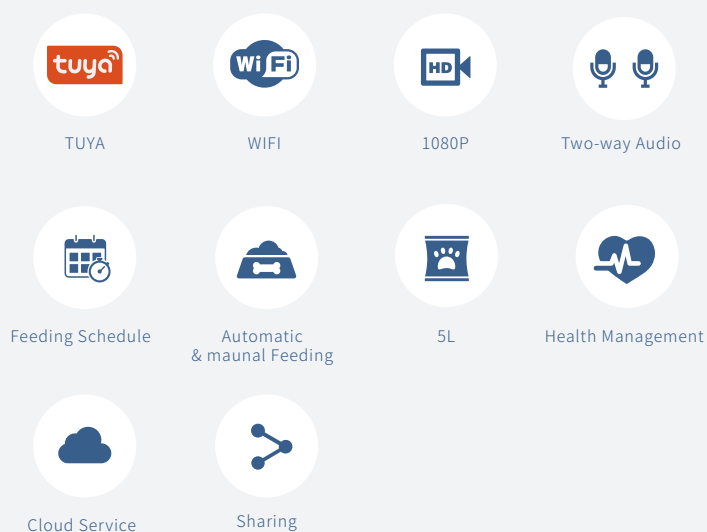 tuya
WiFi
HD
TUYA
WIFI
1080P
Two-way Audio
Feeding Schedule
Automatic
& maunal Feeding
5L
Health Management
Cloud Service
Sharing